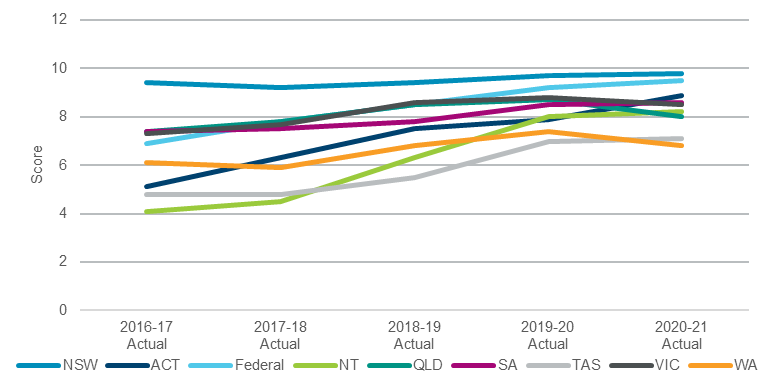 12
10
8
6
4
2
0
Score
2016-17 2017-18 2018-19 2019-20 2020-21
Actual Actual Actual Actual Actual
NSW ACT Federal NT QLD SA TAS VIC WA